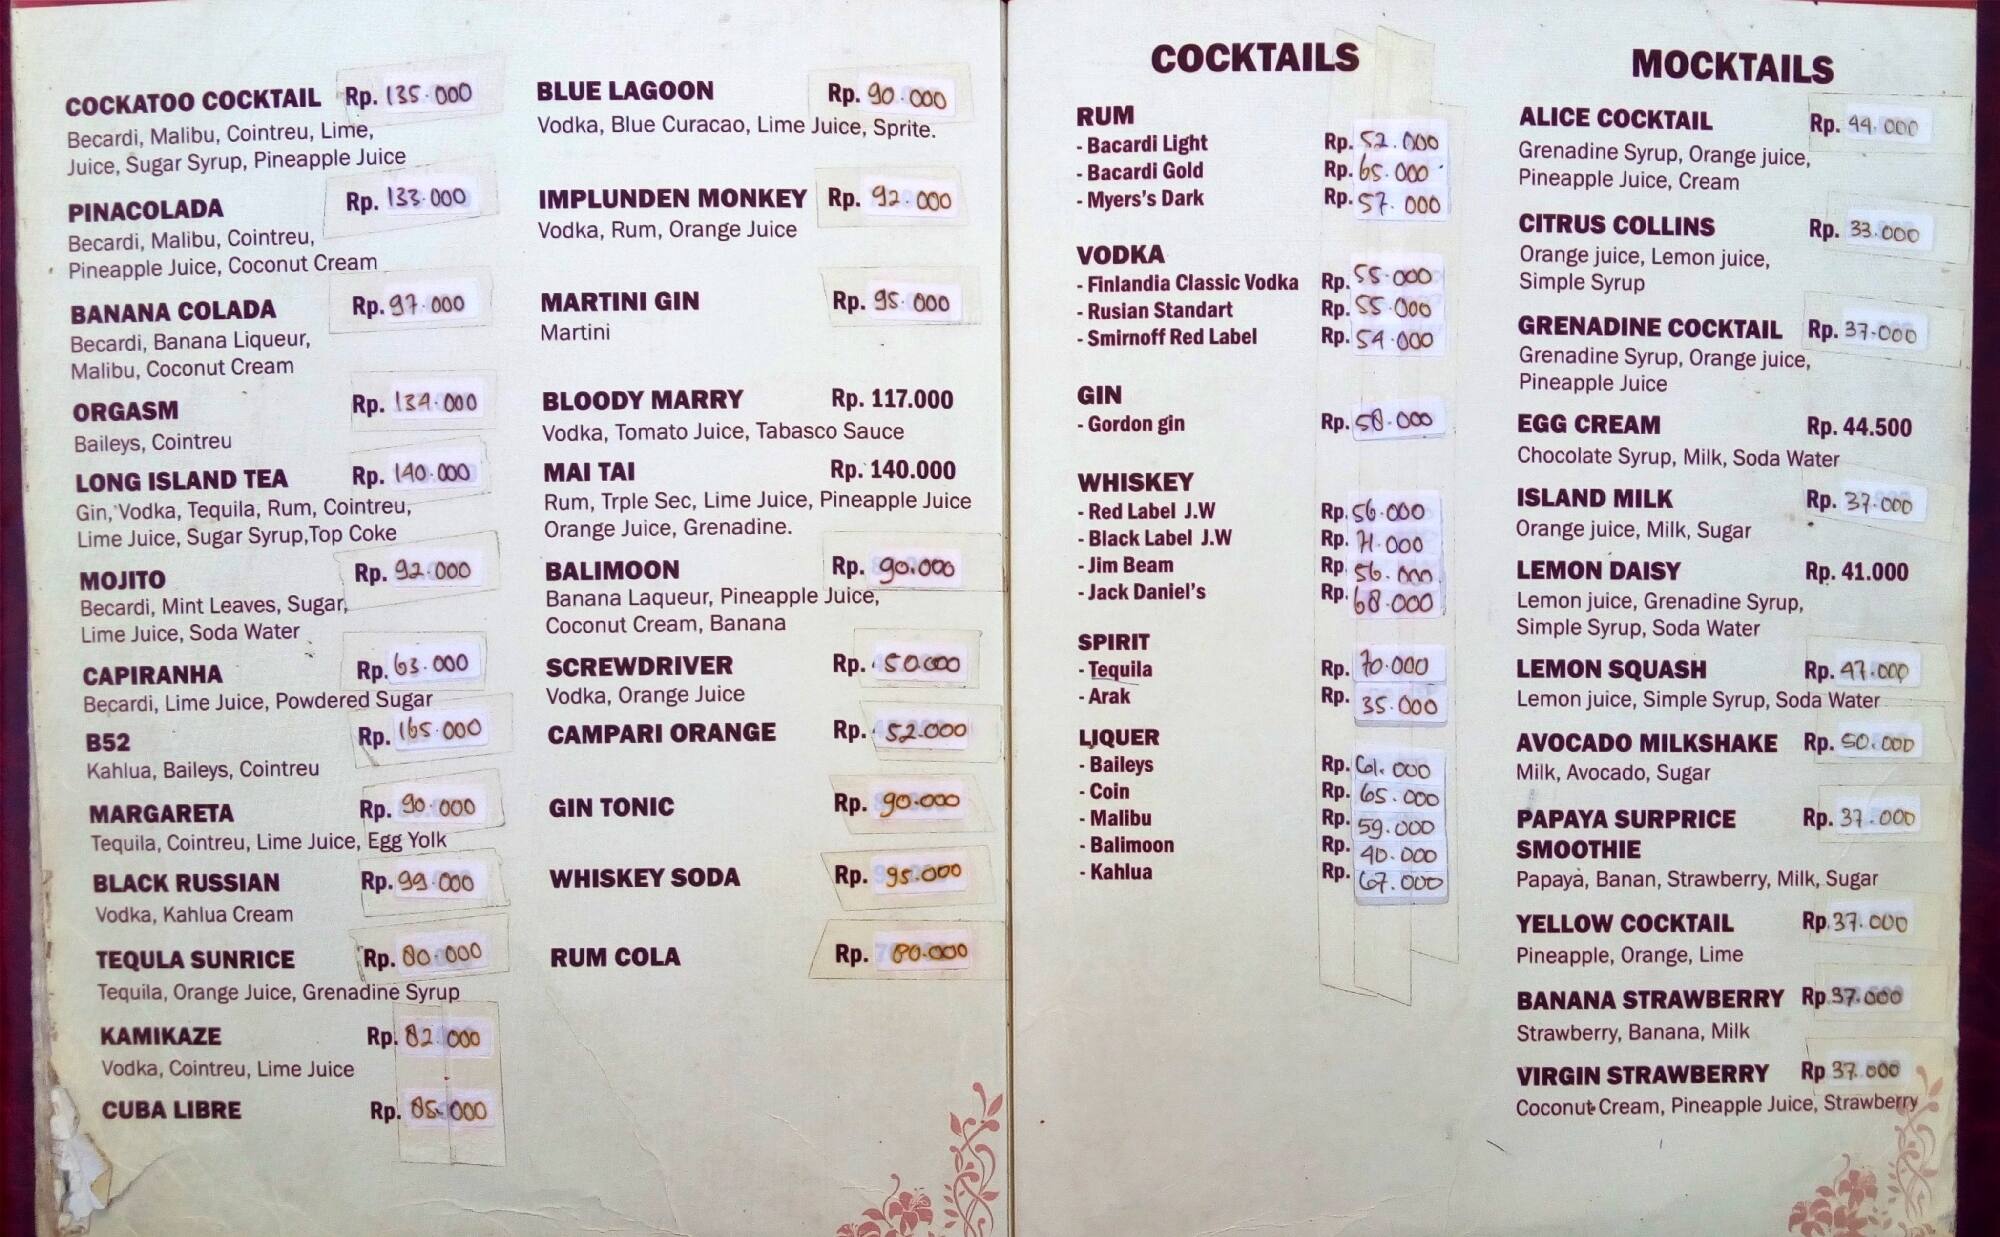 COCKATOO COCKTAIL Rp. 135.000
Becardi, Malibu, Cointreu, Lime,
Juice, Sugar Syrup, Pineapple Juice
PINACOLADA Rp. 133.000
Becardi, Malibu, Cointreu,
Pineapple Juice, Coconut Cream
BANANA COLADA Rp. 97.000
Becardi, Banana Liqueur,
Malibu, Coconut Cream
ORGASM Rp. 134.000
Baileys, Cointreu
LONG ISLAND TEA Rp. 140.000
Gin, Vodka, Tequila, Rum, Cointreu,
Lime Juice, Sugar Syrup,Top Coke
MOJITO Rp. 92.000
Becardi, Mint Leaves, Sugar,
Lime Juice, Soda Water
CAPIRANHA Rp. 63.000
Becardi, Lime Juice, Powdered Sugar
B52 Rp. 165.000
Kahlua, Baileys, Cointreu
MARGARETA Rp. 90.000
Tequila, Cointreu, Lime Juice, Egg Yolk
BLACK RUSSIAN Rp. 99.000
Vodka, Kahlua Cream
TEQULA SUNRICE Rp. 80.000
Tequila, Orange Juice, Grenadine Syrup
KAMIKAZE Rp. 82.000
Vodka, Cointreu, Lime Juice
CUBA LIBRE Rp. 85.000
BLUE LAGOON Rp. 90.000
Vodka, Blue Curacao, Lime Juice, Sprite.
IMPLUNDEN MONKEY Rp. 92.000
Vodka, Rum, Orange Juice
MARTINI GIN Rp. 95.000
Martini
BLOODY MARRY Rp. 117.000
Vodka, Tomato Juice, Tabasco Sauce
MAI TAI Rp. 140.000
Rum, Trple Sec, Lime Juice, Pineapple Juice
Orange Juice, Grenadine.
BALIMOON Rp. 90.000
Banana Laqueur, Pineapple Juice,
Coconut Cream, Banana
SCREWDRIVER Rp. 50.000
Vodka, Orange Juice
CAMPARI ORANGE Rp. 52.000
GIN TONIC Rp. 90.000
WHISKEY SODA Rp. 95.000
RUM COLA Rp. 80.000
COCKTAILS
RUM
- Bacardi Light Rp. 52.000
- Bacardi Gold Rp. 65.000
- Myers's Dark Rp. 57.000
VODKA
- Finlandia Classic Vodka Rp. 55.000
- Rusian Standart Rp. 55.000
- Smirnoff Red Label Rp. 54.000
GIN
- Gordon gin Rp. 58.000
WHISKEY
- Red Label J.W Rp. 56.000
- Black Label J.W Rp. 71.000
- Jim Beam Rp. 56.000
- Jack Daniel's Rp. 68.000
SPIRIT
- Tequila Rp. 70.000
- Arak Rp. 35.000
LIQUER
- Baileys Rp. 61.000
- Coin Rp. 65.000
- Malibu Rp. 59.000
- Balimoon Rp. 40.000
- Kahlua Rp. 67.000
MOCKTAILS
ALICE COCKTAIL Rp. 44.000
Grenadine Syrup, Orange juice,
Pineapple Juice, Cream
CITRUS COLLINS Rp. 33.000
Orange juice, Lemon juice,
Simple Syrup
GRENADINE COCKTAIL Rp. 37.000
Grenadine Syrup, Orange juice,
Pineapple Juice
EGG CREAM Rp. 44.500
Chocolate Syrup, Milk, Soda Water
ISLAND MILK Rp. 37.000
Orange juice, Milk, Sugar
LEMON DAISY Rp. 41.000
Lemon juice, Grenadine Syrup,
Simple Syrup, Soda Water
LEMON SQUASH Rp. 47.000
Lemon juice, Simple Syrup, Soda Water
AVOCADO MILKSHAKE Rp. 50.000
Milk, Avocado, Sugar
PAPAYA SURPRICE Rp. 37.000
SMOOTHIE
Papaya, Banan, Strawberry, Milk, Sugar
YELLOW COCKTAIL Rp. 37.000
Pineapple, Orange, Lime
BANANA STRAWBERRY Rp. 37.000
Strawberry, Banana, Milk
VIRGIN STRAWBERRY Rp 37.000
Coconut Cream, Pineapple Juice, Strawberry